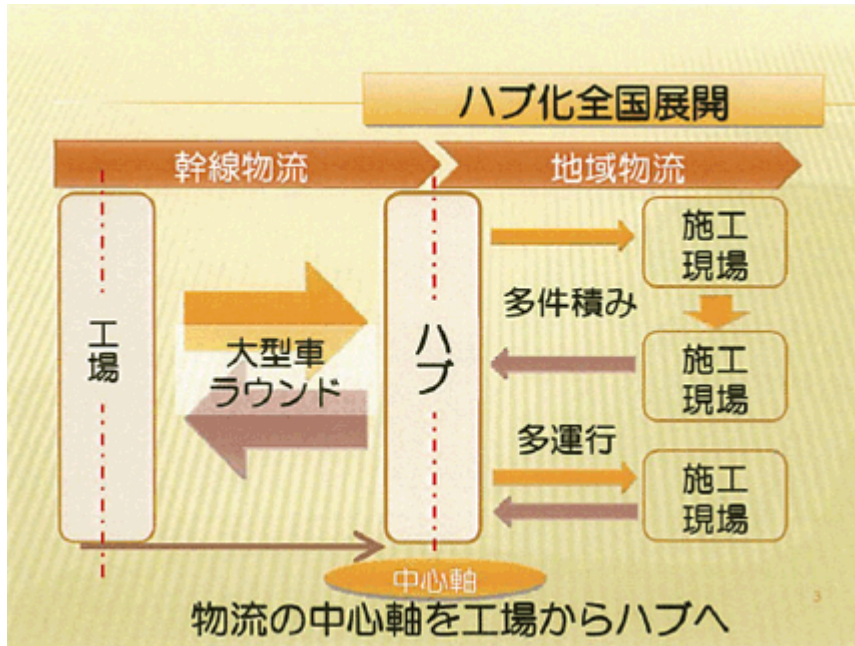 ハブ化全国展開
幹線物流
地域物流
工場
ハブ
大型車
ラウンド
施工
現場
多件積み
施工
現場
多運行
施工
現場
中心軸
物流の中心軸を工場からハブへ
3